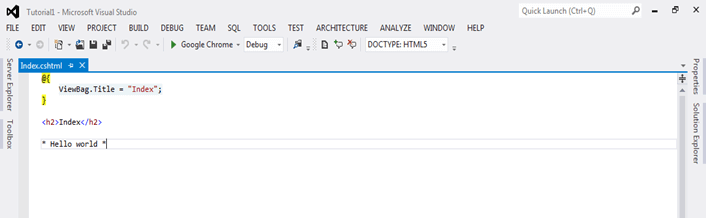 Tutorial1 - Microsoft Visual Studio
Quick Launch (Ctrl+Q)
FILE EDIT VIEW PROJECT BUILD DEBUG TEAM SQL TOOLS TEST ARCHITECTURE ANALYZE WINDOW HELP
Google Chrome Debug DOCTYPE: HTML5
Index.cshtml
Server Explorer
Toolbox
@{
ViewBag.Title = "Index";
}
<h2>Index</h2>
* Hello world *
Properties
Solution Explorer